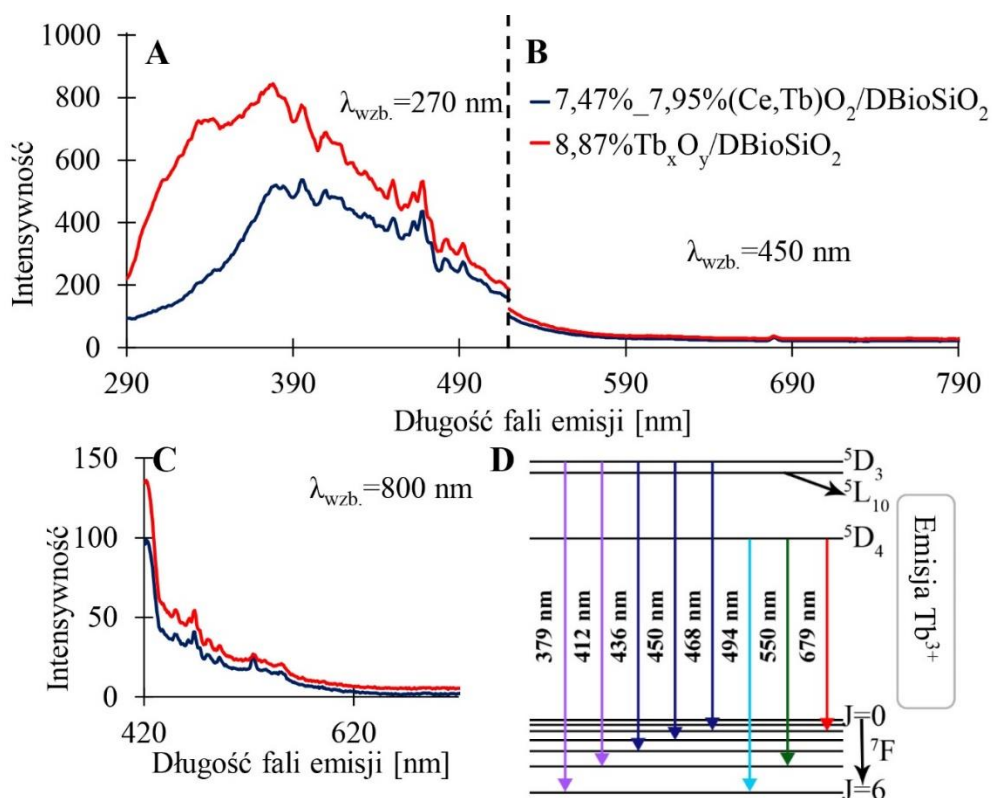 A
B
1000
800
600
400
200
0
Intensywność
λwzb.=270 nm
7,47%_7,95%(Ce,Tb)O₂/DBioSiO₂
8,87%TbₓOᵧ/DBioSiO₂
λwzb.=450 nm
290 390 490 590 690 790
Długość fali emisji [nm]
C
150
100
50
0
Intensywność
λwzb.=800 nm
420 620
Długość fali emisji [nm]
D
⁵D₃
⁵L₁₀
⁵D₄
379 nm
412 nm
436 nm
450 nm
468 nm
494 nm
550 nm
679 nm
Emisja Tb³⁺
J=0
⁷F
J=6